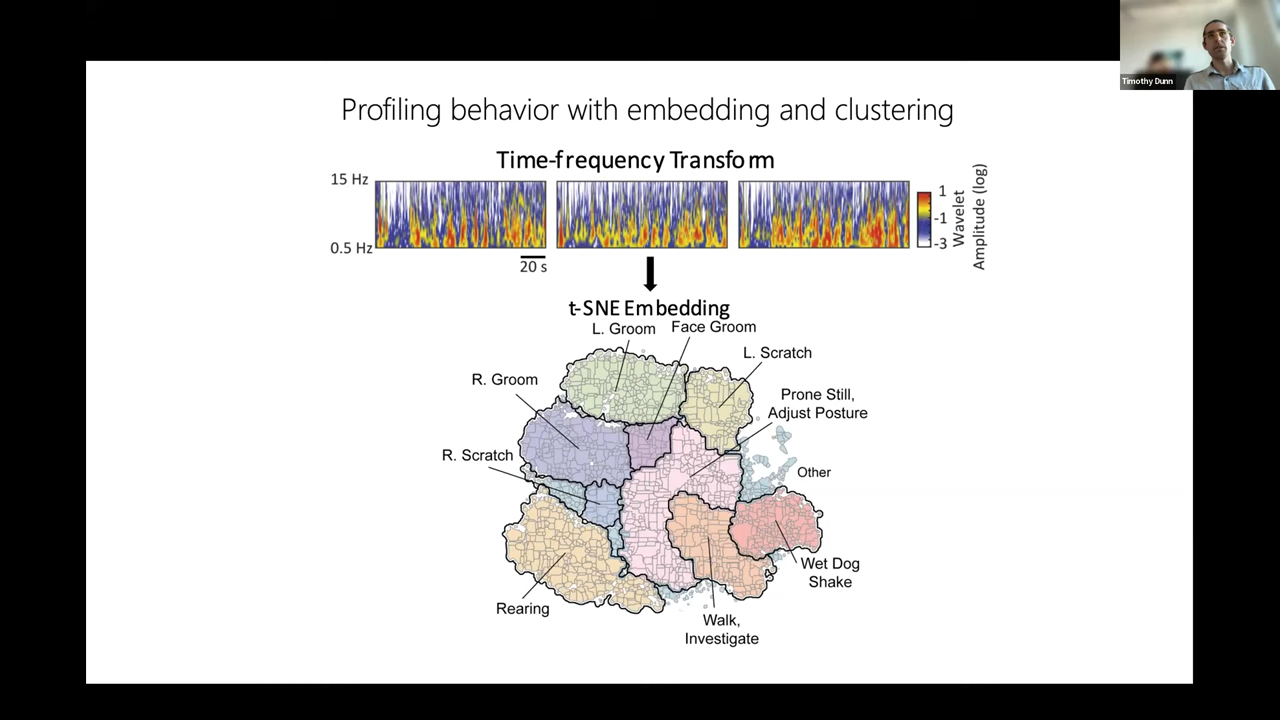 Timothy Dunn
Profiling behavior with embedding and clustering
Time-frequency Transform
15 Hz
0.5 Hz
20 s
1
-1
-3
Wavelet
Amplitude (log)
t-SNE Embedding
L. Groom
Face Groom
L. Scratch
R. Groom
Prone Still,
Adjust Posture
R. Scratch
Other
Wet Dog
Shake
Rearing
Walk,
Investigate